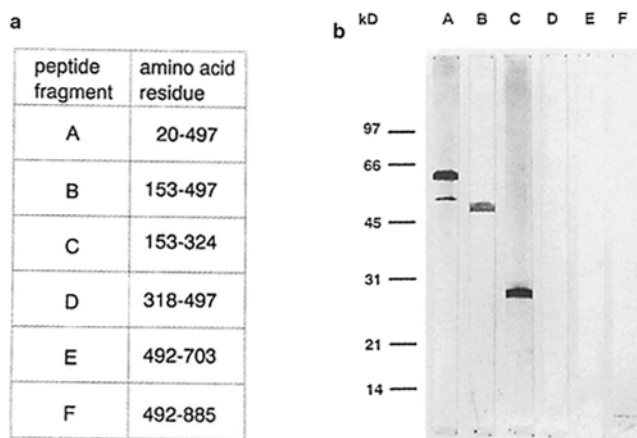 a
peptide fragment | amino acid residue
A | 20-497
B | 153-497
C | 153-324
D | 318-497
E | 492-703
F | 492-885
b
kD A B C D E F
97
66
45
31
21
14